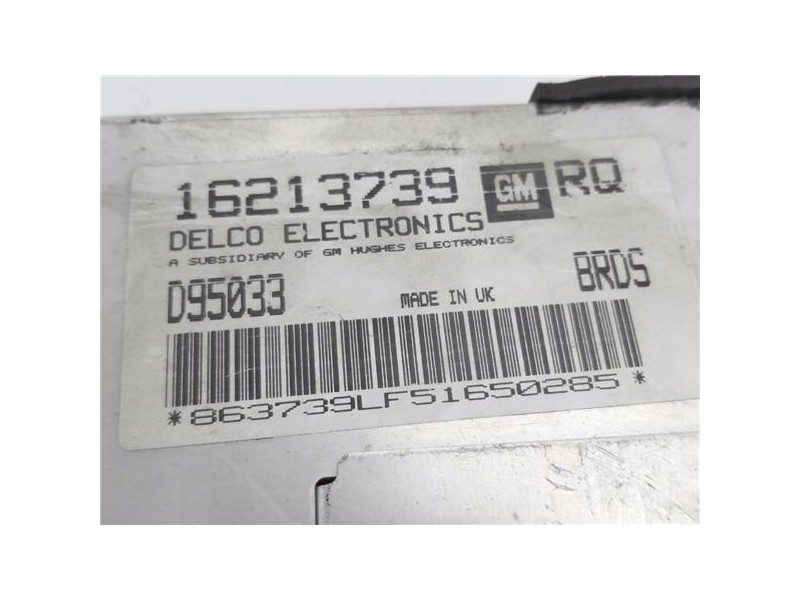 16213739 GM RQ
DELCO ELECTRONICS
A SUBSIDIARY OF GM HUGHES ELECTRONICS
D95033 MADE IN UK BRDS
*863739LF51650285*